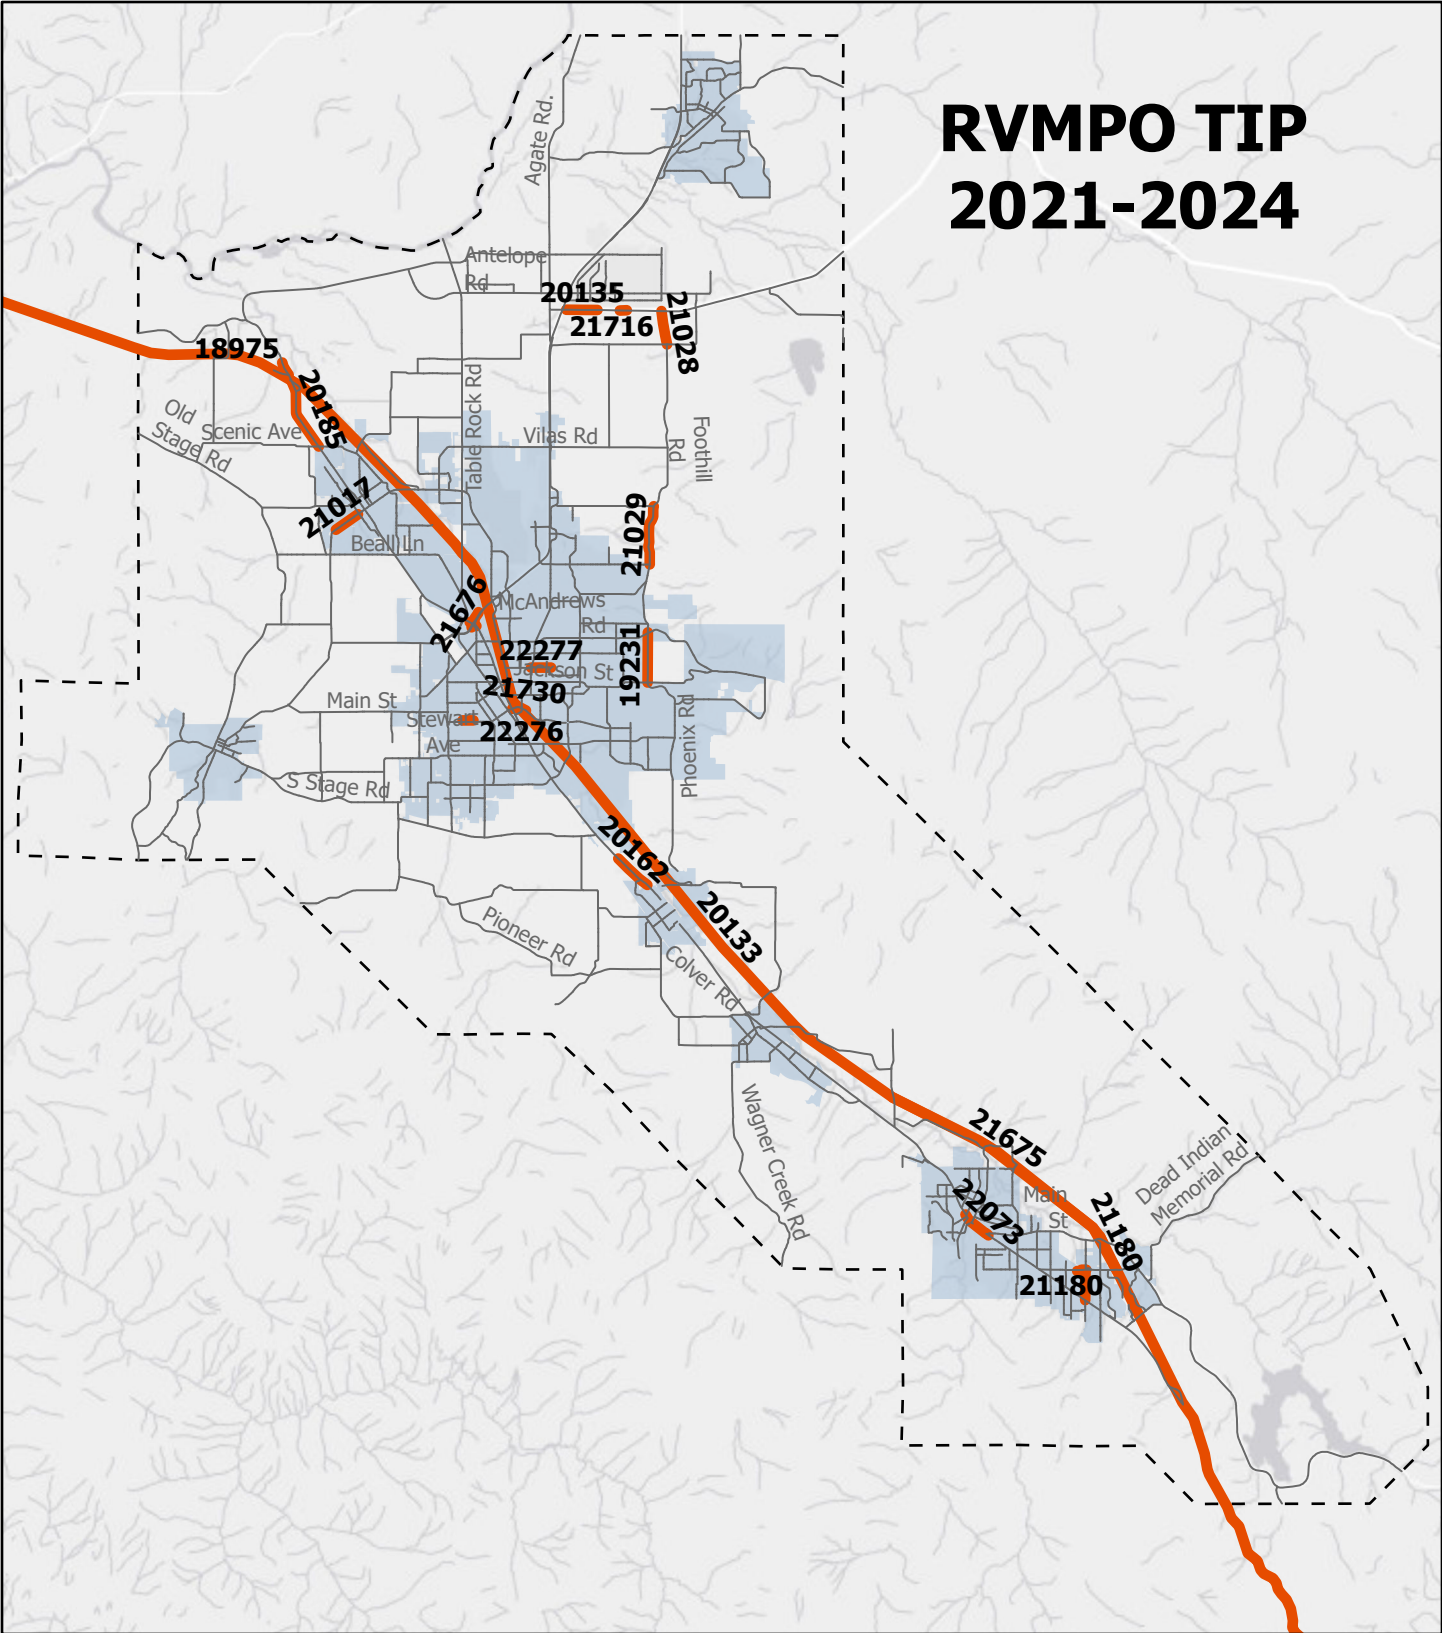 RVMPO TIP
2021-2024
Agate Rd.
Antelope
Rd
20135
21716
21028
18975
20185
Old
Stage Rd
Scenic Ave
Table Rock Rd
Vilas Rd
Foothill
Rd
21017
Beall Ln
21029
21676
McAndrews
Rd
22277
Jackson St
19231
21730
Main St
Stewart
Ave
22276
Phoenix Rd
S Stage Rd
20162
20133
Pioneer Rd
Colver Rd
Wagner Creek Rd
21675
Dead Indian
Memorial Rd
Main
St
22073
21180
21180